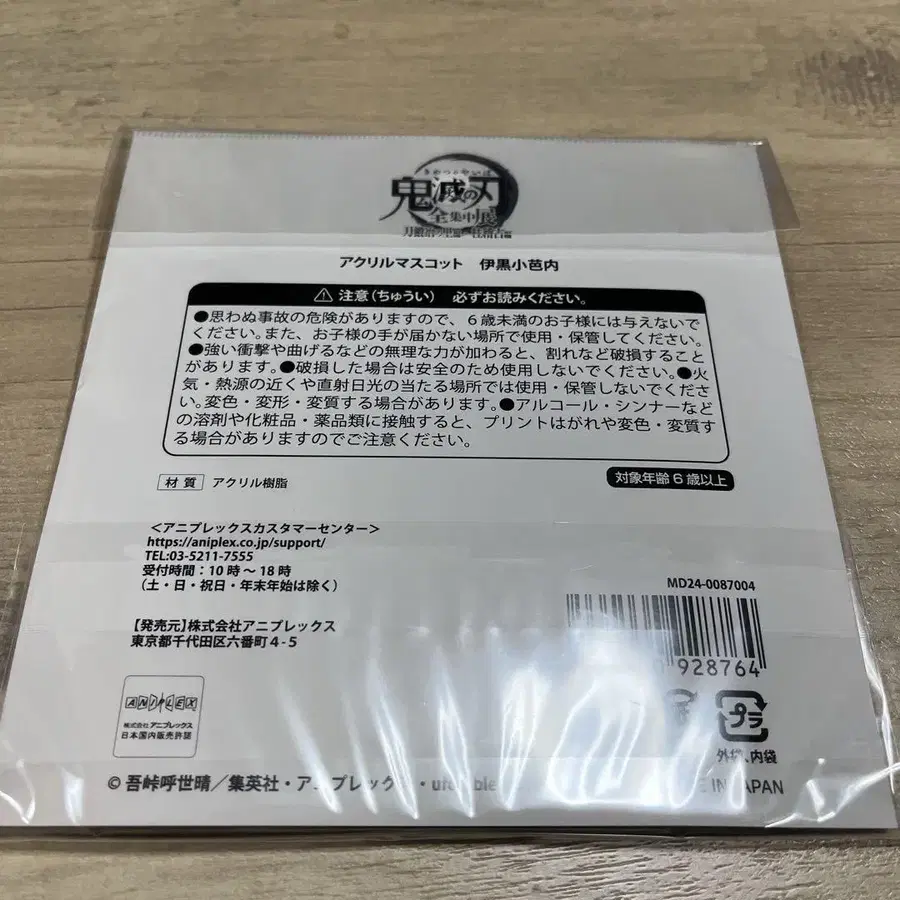 きめつのやいば
鬼滅の刃
全集中展
刀鍛冶の里編 柱稽古編
アクリルマスコット 伊黒小芭内
注意（ちゅうい） 必ずお読みください。
●思わぬ事故の危険がありますので、６歳未満のお子様には与えないで
ください。また、お子様の手が届かない場所で使用・保管してください。
●強い衝撃や曲げるなどの無理な力が加わると、割れなど破損すること
があります。●破損した場合は安全のため使用しないでください。●火
気・熱源の近くや直射日光の当たる場所では使用・保管しないでくださ
い。変色・変形・変質する場合があります。●アルコール・シンナーなど
の溶剤や化粧品・薬品類に接触すると、プリントはがれや変色・変質す
る場合がありますのでご注意ください。
材質 アクリル樹脂
対象年齢６歳以上
＜アニプレックスカスタマーセンター＞
https://aniplex.co.jp/support/
TEL:03-5211-7555
受付時間：10時～18時
（土・日・祝日・年末年始は除く）
【発売元】株式会社アニプレックス
東京都千代田区六番町4-5
MD24-0087004
928764
ANIPLEX
株式会社アニプレックス
日本国内販売許諾
プラ
外袋、内袋
© 吾峠呼世晴／集英社・アニプレックス・ufotable
IN JAPAN